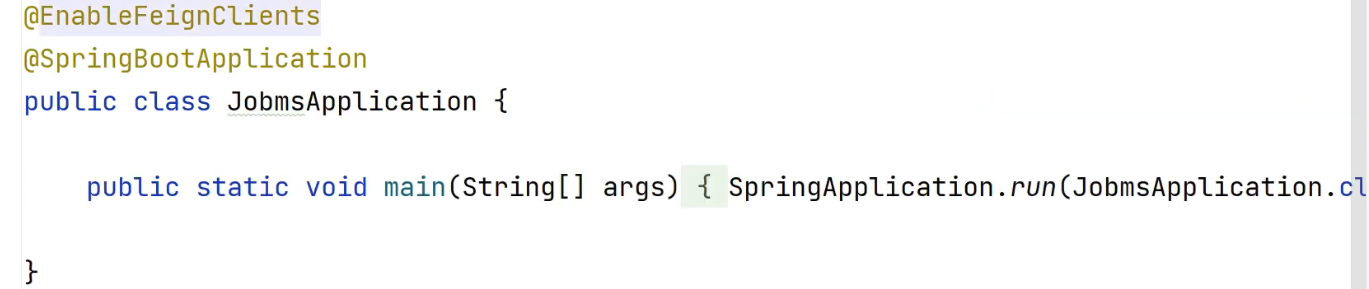 @EnableFeignClients
@SpringBootApplication
public class JobmsApplication {
public static void main(String[] args) { SpringApplication.run(JobmsApplication.cl
}